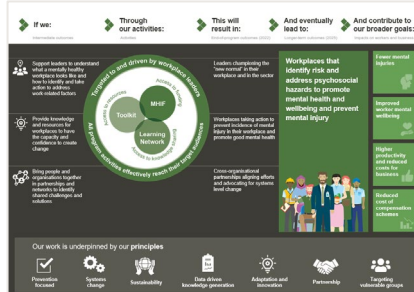 If we:
Intermediate outcomes
Through
our activities:
Activities
This will
result in:
And eventually
lead to:
And contribute to
our broader goals:
Support leaders to understand
what a mentally healthy
workplace looks like and
how to identify and take
action to address
work related factors
Provide knowledge
and resources for
workplaces to have
the capacity and
confidence to create
change
Bring people and
organisations together
in partnerships and
networks to identify
shared challenges and
solutions
Targeted to and driven by workplace leaders
All program activities effectively reach their target audiences
Access to resources
Access to funding
Access to knowledge sharing
MHIF
Toolkit
Learning
Network
Leaders championing the
"new normal" in their
workplace and in the sector
Workplaces taking action to
prevent incidence of mental
injury in their workplace and
promote good mental health
Cross-organisational
partnerships aligning efforts
and advocating for systems
level change
Workplaces that
identify risk and
address psychosocial
hazards to promote
mental health and
wellbeing and prevent
mental injury
Fewer mental
injuries
Improved
worker mental
wellbeing
Higher
productivity
and reduced
costs for
business
Reduced
cost of
compensation
schemes
Our work is underpinned by our principles
Prevention
focused
Systems
change
Sustainability
Data driven
knowledge generation
Adaptation and
innovation
Partnership
Targeting
vulnerable groups